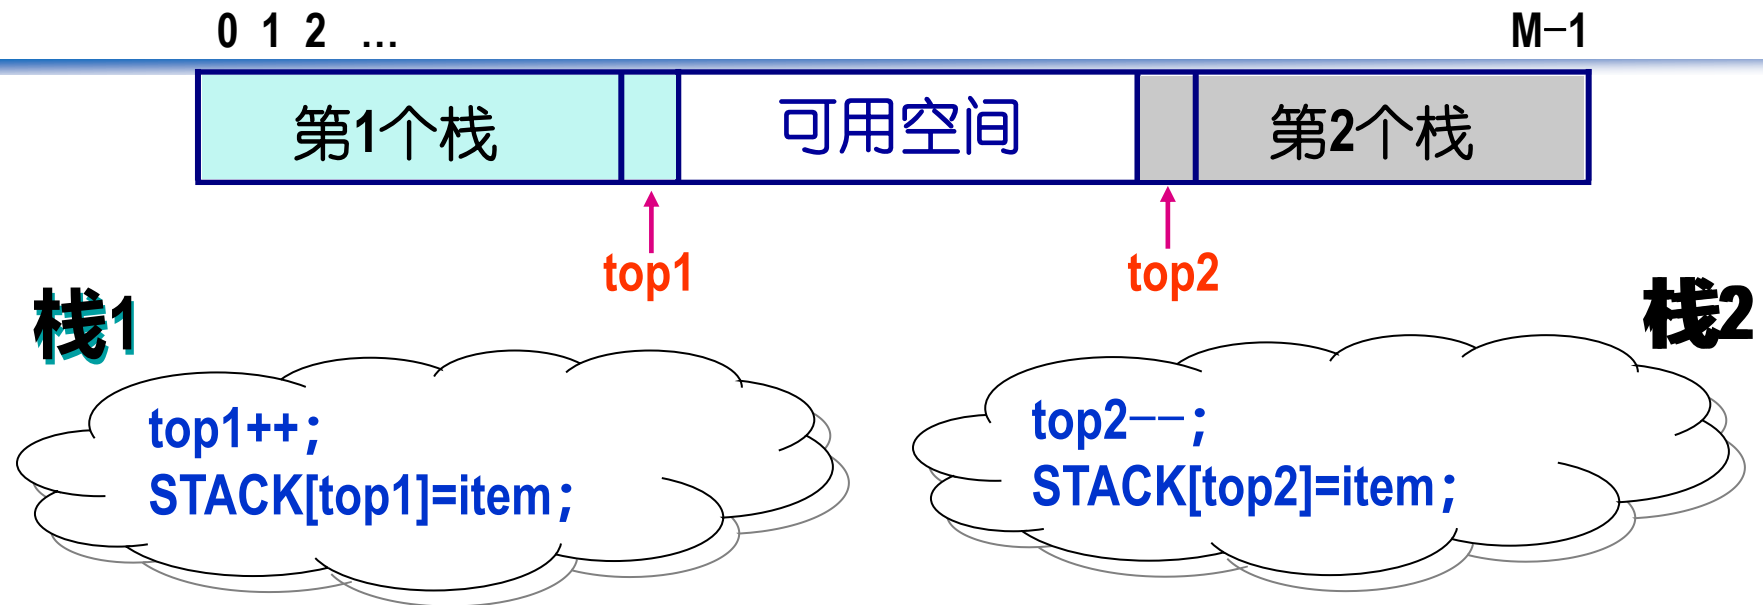 0 1 2 … M−1
第1个栈 可用空间 第2个栈
top1 top2
栈1 栈2
top1++;
STACK[top1]=item;
top2−−;
STACK[top2]=item;